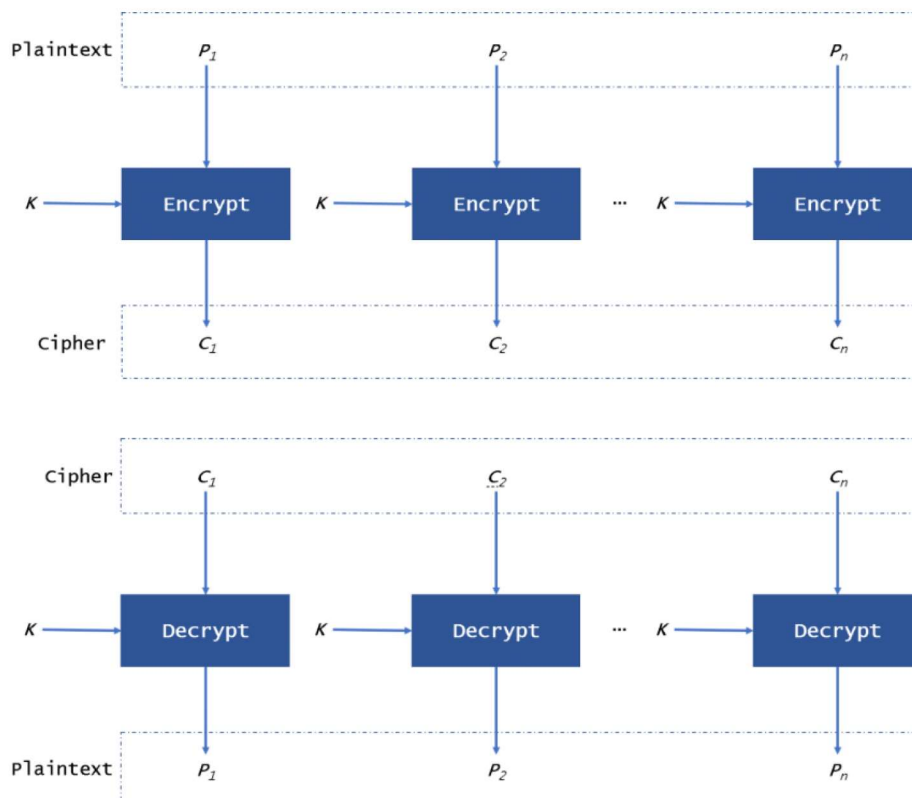 Plaintext P1 P2 Pn
K Encrypt K Encrypt ... K Encrypt
Cipher C1 C2 Cn
Cipher C1 C2 Cn
K Decrypt K Decrypt ... K Decrypt
Plaintext P1 P2 Pn